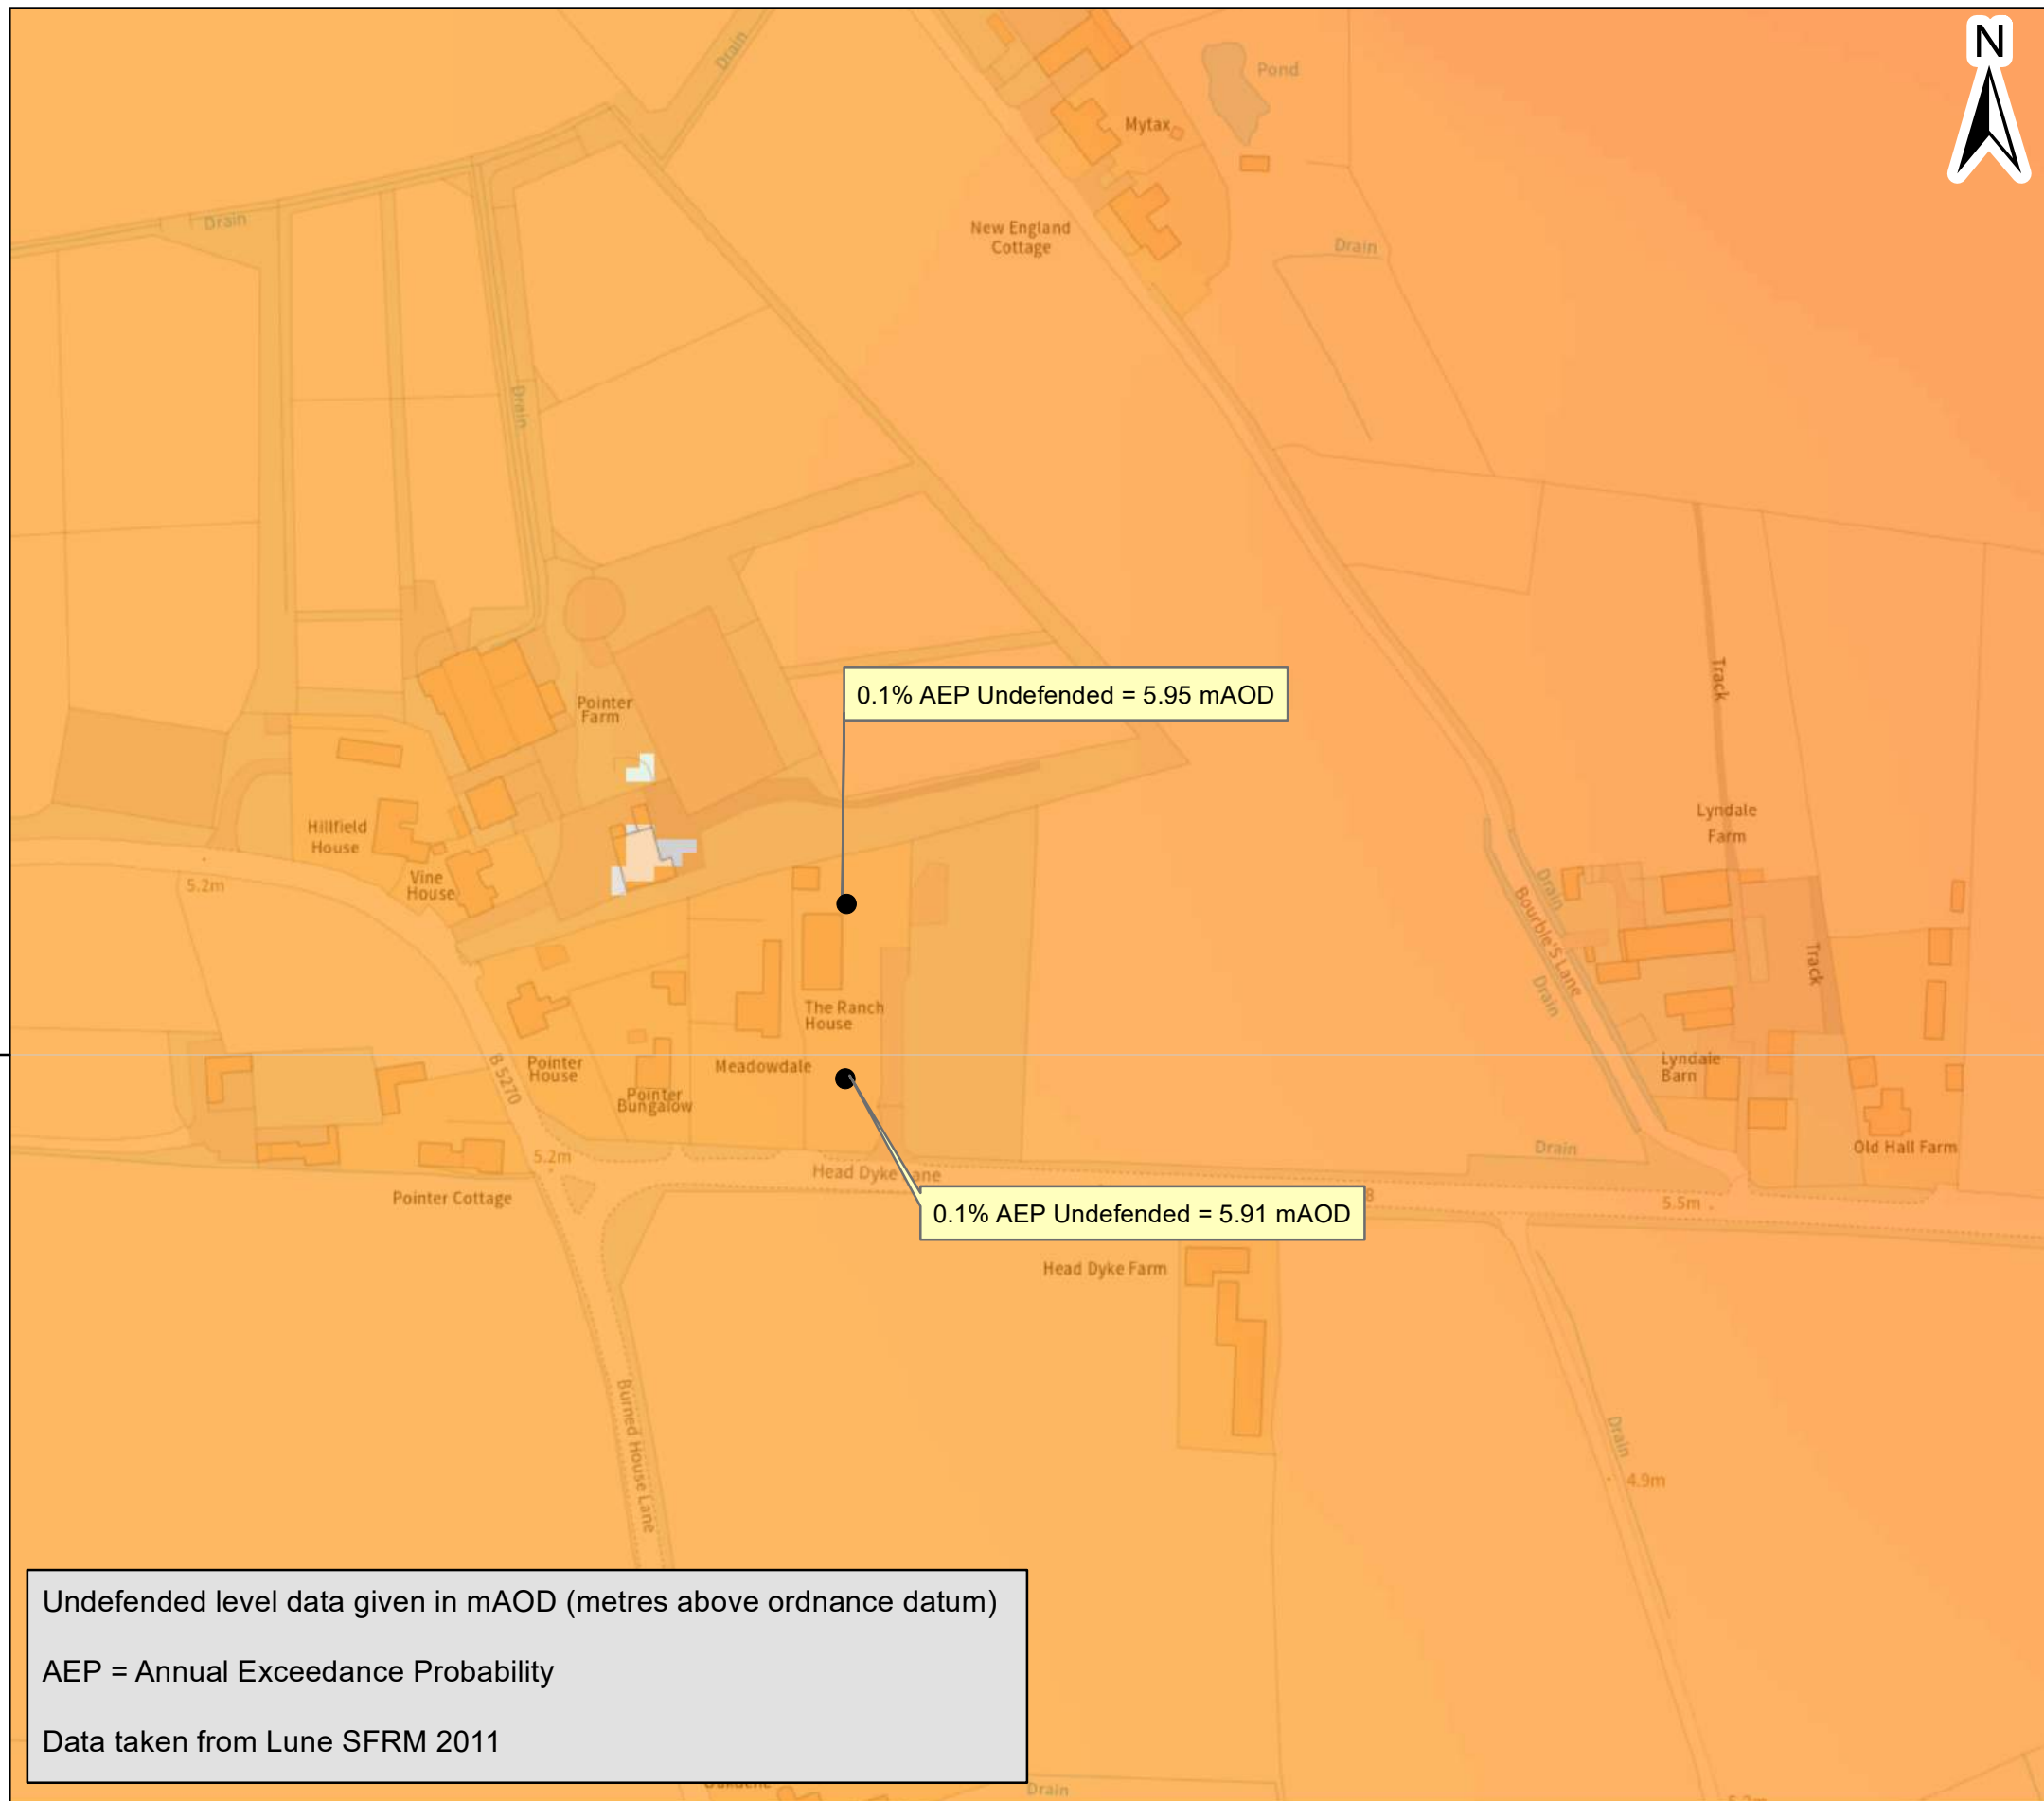 N
Drain
Pond
Mytax
Drain
New England
Cottage
Drain
Drain
Track
0.1% AEP Undefended = 5.95 mAOD
Pointer
Farm
Lyndale
Farm
Hillfield
House
Vine
House
5.2m
Drain
Bourble'S Lane
Drain
Track
The Ranch
House
Meadowdale
Pointer
House
Pointer
Bungalow
B 5270
Lyndale
Barn
Old Hall Farm
Drain
5.2m
Head Dyke Lane
Pointer Cottage
0.1% AEP Undefended = 5.91 mAOD
8
5.5m
Head Dyke Farm
Burned House Lane
Drain
4.9m
Undefended level data given in mAOD (metres above ordnance datum)
AEP = Annual Exceedance Probability
Data taken from Lune SFRM 2011
Drain